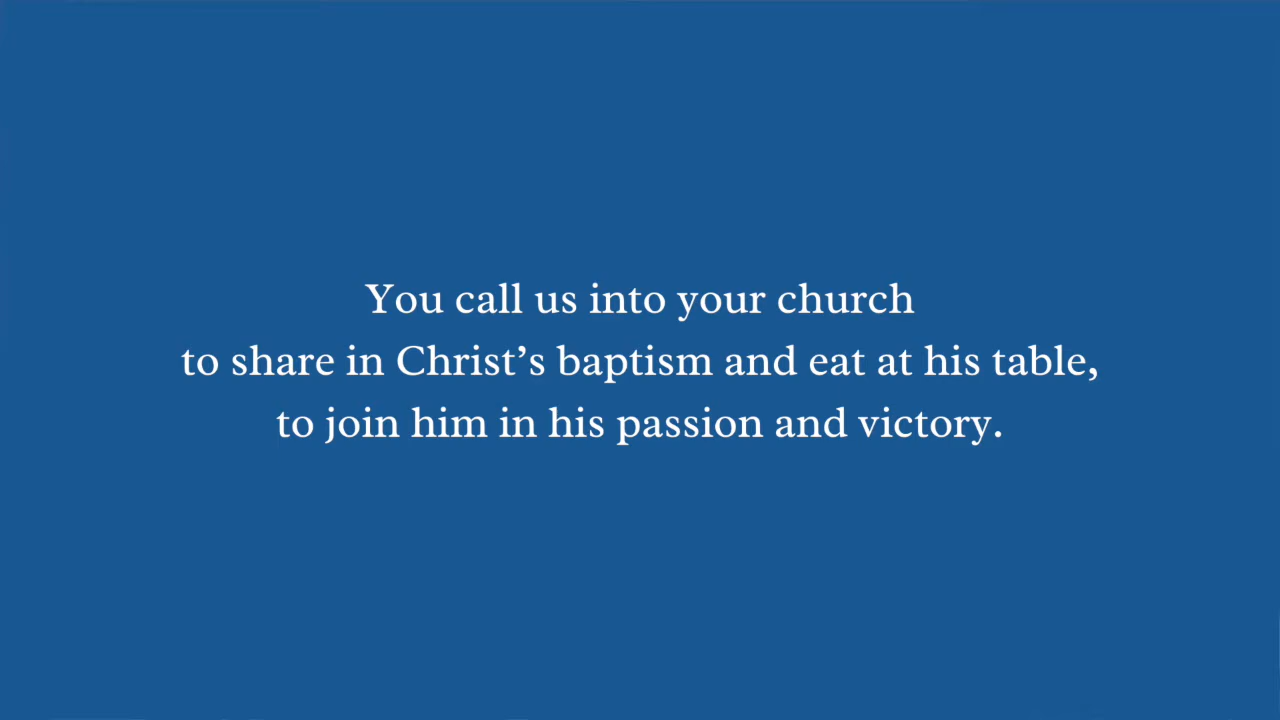 You call us into your church
to share in Christ’s baptism and eat at his table,
to join him in his passion and victory.